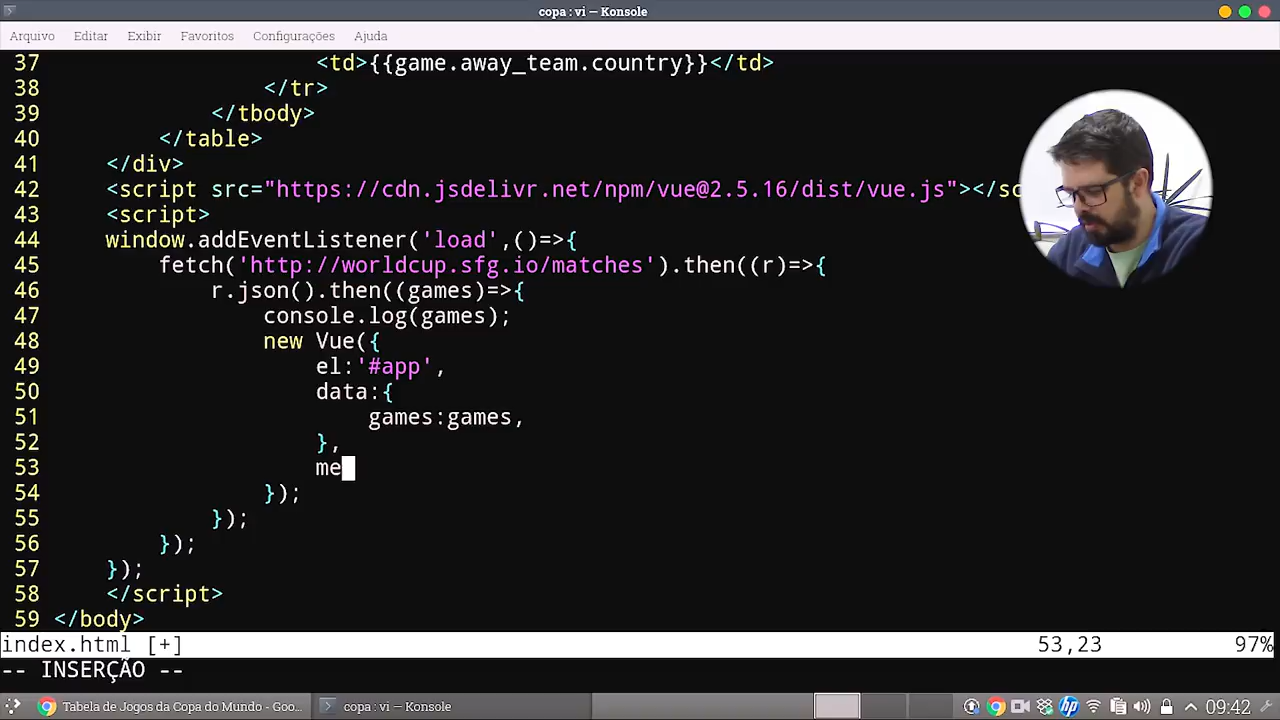 copa : vi — Konsole
Arquivo Editar Exibir Favoritos Configurações Ajuda
37 <td>{{game.away_team.country}}</td>
38 </tr>
39 </tbody>
40 </table>
41 </div>
42 <script src="https://cdn.jsdelivr.net/npm/vue@2.5.16/dist/vue.js"></sc
43 <script>
44 window.addEventListener('load',()=>{
45 fetch('http://worldcup.sfg.io/matches').then((r)=>{
46 r.json().then((games)=>{
47 console.log(games);
48 new Vue({
49 el:'#app',
50 data:{
51 games:games,
52 },
53 me
54 });
55 });
56 });
57 });
58 </script>
59 </body>
index.html [+] 53,23 97%
-- INSERÇÃO --
Tabela de Jogos da Copa do Mundo - Goo... copa : vi — Konsole 09:42